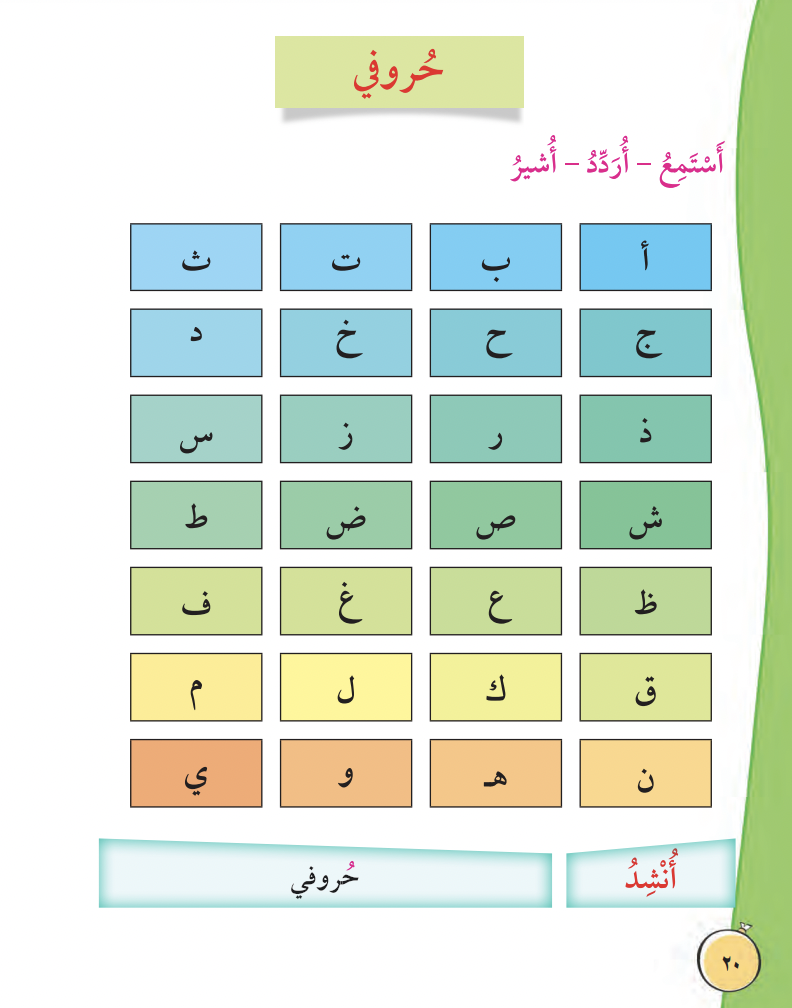 حُروفي
أَسْتَمِعُ – أُرَدِّدُ – أُشيرُ
أ ب ت ث
ج ح خ د
ذ ر ز س
ش ص ض ط
ظ ع غ ف
ق ك ل م
ن هـ و ي
أُنْشِدُ حُروفي
٢٠